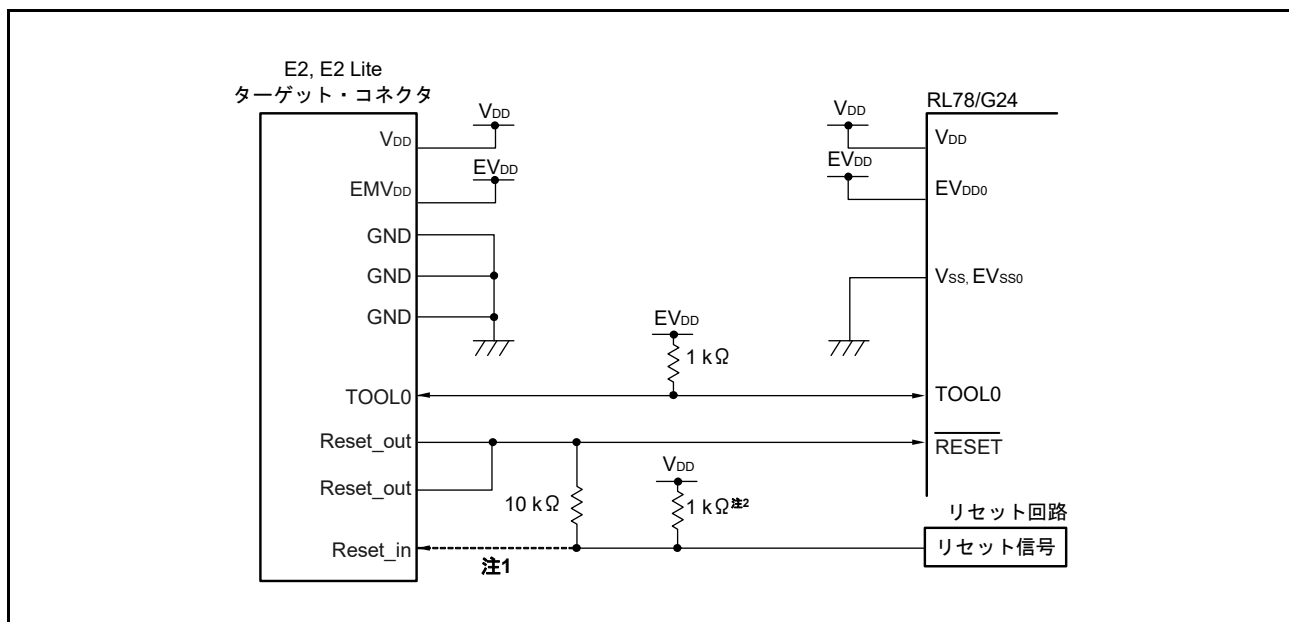 E2, E2 Lite
ターゲット・コネクタ
VDD
EMVDD
GND
GND
GND
TOOL0
Reset_out
Reset_out
Reset_in
VDD
EVDD
EVDD
1 kΩ
10 kΩ
VDD
1 kΩ注2
注1
VDD
EVDD
RL78/G24
VDD
EVDD0
VSS, EVSS0
TOOL0
RESET
リセット回路
リセット信号